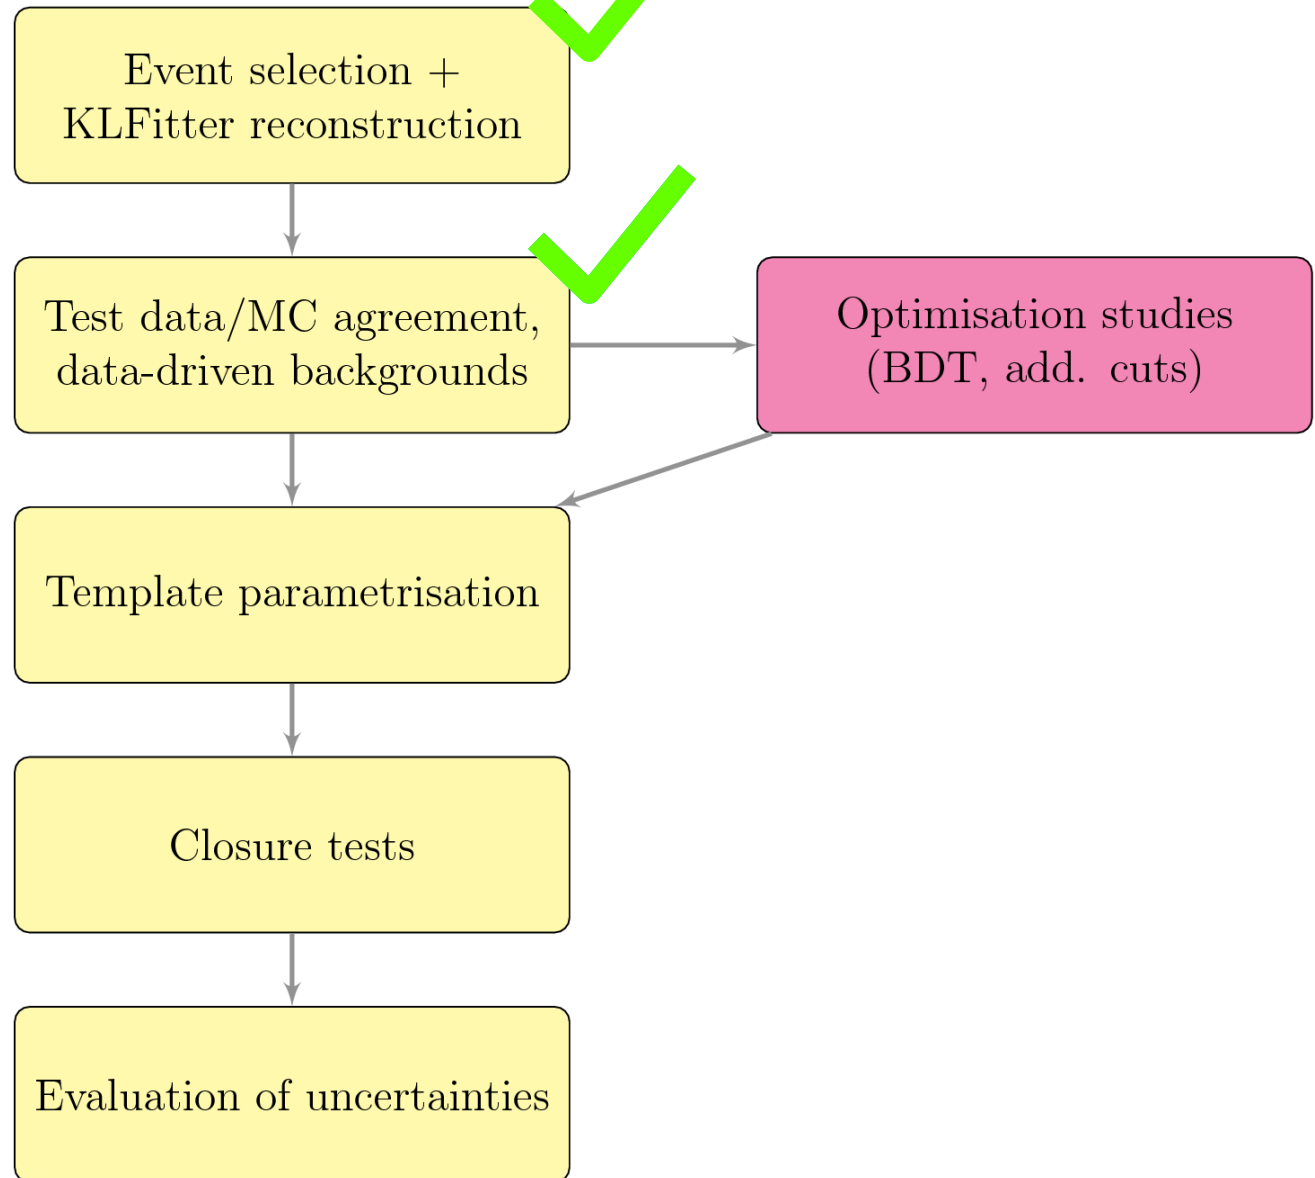 Event selection +
KLFitter reconstruction
Test data/MC agreement,
data-driven backgrounds
Optimisation studies
(BDT, add. cuts)
Template parametrisation
Closure tests
Evaluation of uncertainties